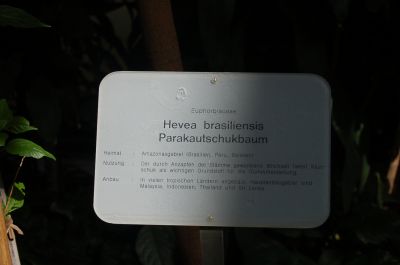 Euphorbiaceae
Hevea brasiliensis
Parakautschukbaum
Heimat : Amazonasgebiet (Brasilien, Peru, Bolivien)
Nutzung : Der durch Anzapfen der Stämme gewonnene Milchsaft liefert Kaut-
schuk als wichtigen Grundstoff für die Gummiherstellung.
Anbau : In vielen tropischen Ländern angebaut. Haupterntegebiet sind
Malaysia, Indonesien, Thailand und Sri Lanka.